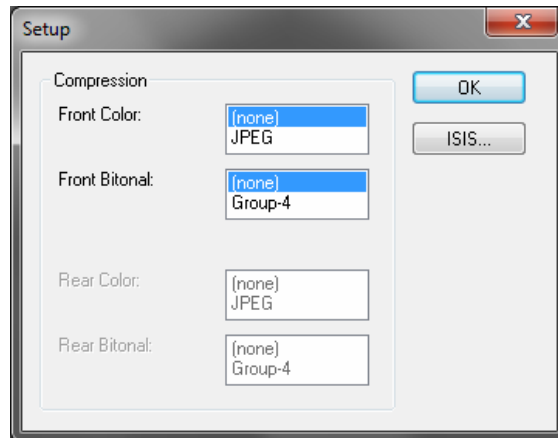 Setup
Compression
Front Color:
(none)
JPEG
Front Bitonal:
(none)
Group-4
Rear Color:
(none)
JPEG
Rear Bitonal:
(none)
Group-4
OK
ISIS...